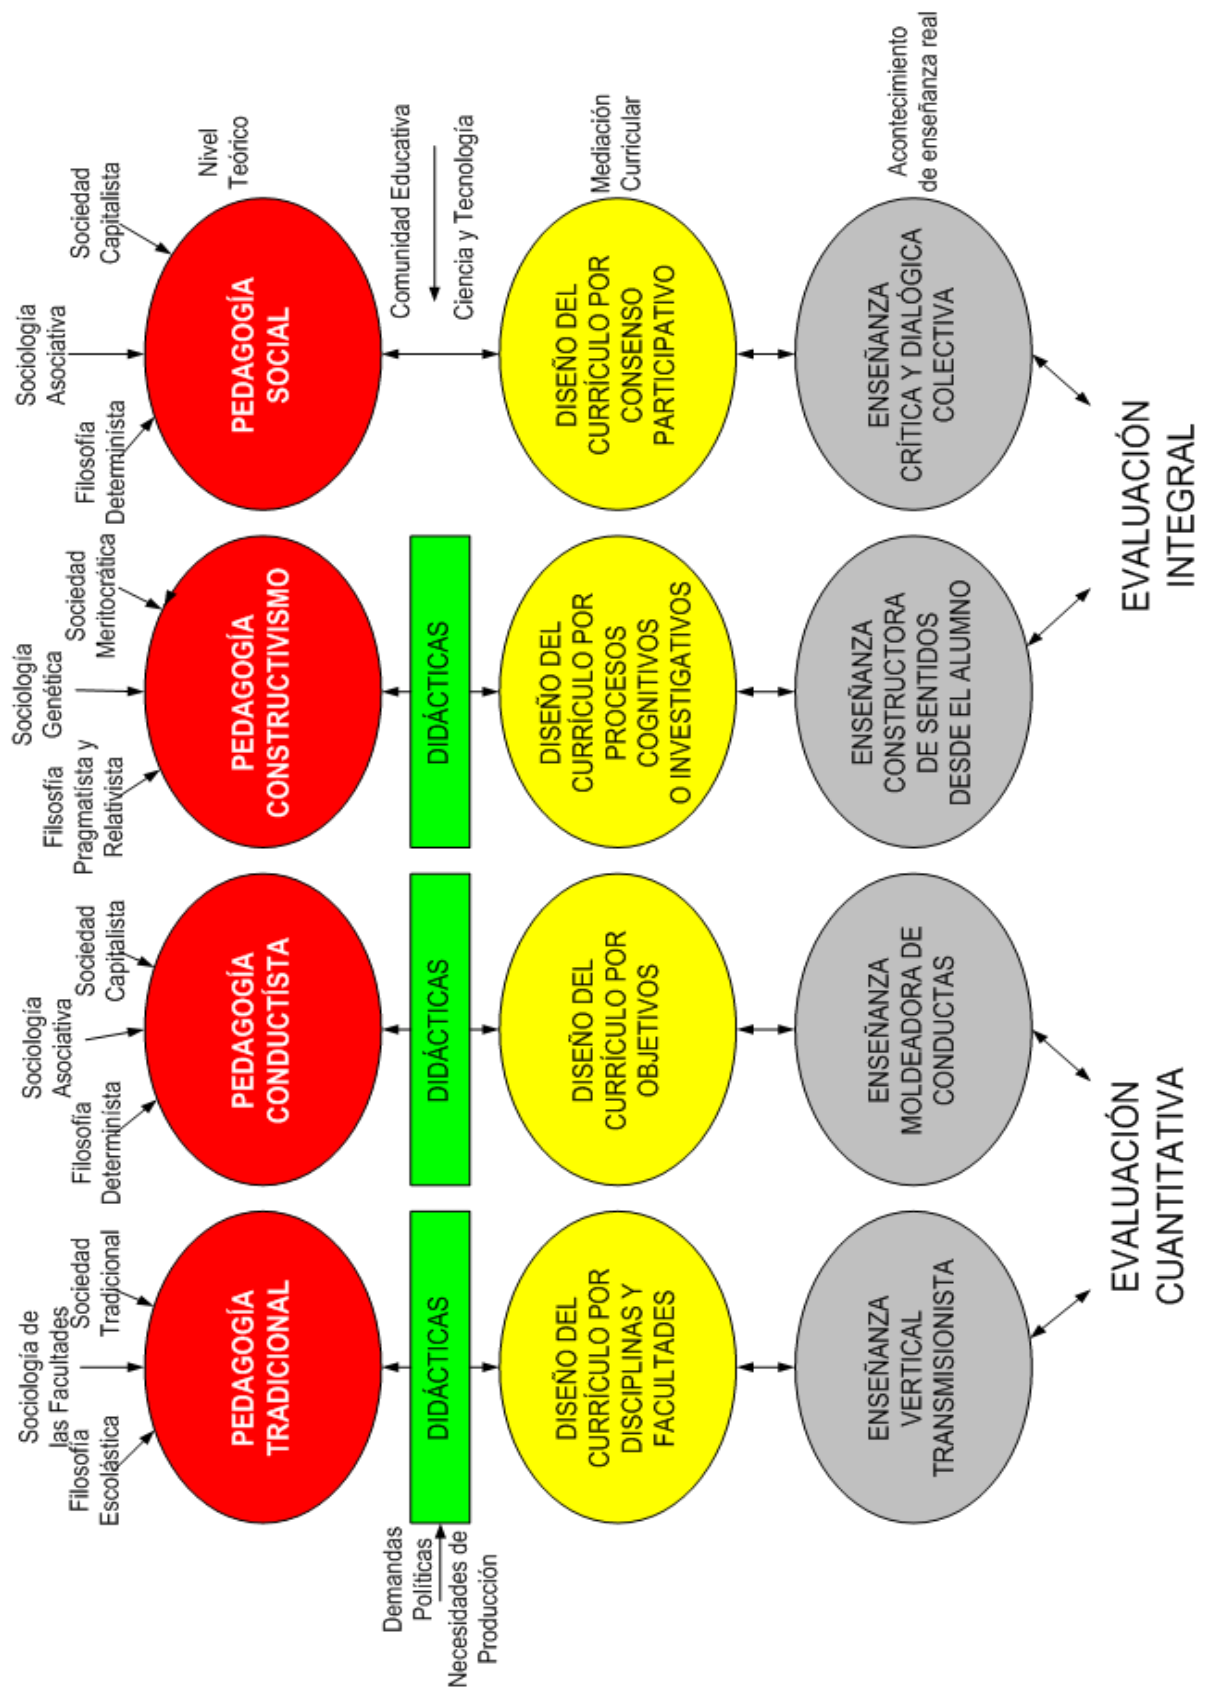 Sociología de
las Facultades
Filosofía
Escolástica
Sociedad
Tradicional
Sociología
Asociativa
Filosofía
Determinísta
Sociedad
Capitalista
Sociología
Genética
Filsosfía
Pragmatísta y
Relativista
Sociedad
Meritocrática
Sociología
Asociativa
Filosofía
Determinísta
Sociedad
Capitalista
Nivel
Teórico
PEDAGOGÍA
TRADICIONAL
PEDAGOGÍA
CONDUCTÍSTA
PEDAGOGÍA
CONSTRUCTIVISMO
PEDAGOGÍA
SOCIAL
Demandas
Políticas
Necesidades de
Producción
DIDÁCTICAS
DIDÁCTICAS
DIDÁCTICAS
Comunidad Educativa
Ciencia y Tecnología
DISEÑO DEL
CURRÍCULO POR
DISCIPLINAS Y
FACULTADES
DISEÑO DEL
CURRÍCULO POR
OBJETIVOS
DISEÑO DEL
CURRÍCULO POR
PROCESOS
COGNITIVOS
O INVESTIGATIVOS
DISEÑO DEL
CURRÍCULO POR
CONSENSO
PARTICIPATIVO
Mediación
Curricular
ENSEÑANZA
VERTICAL
TRANSMISIONISTA
ENSEÑANZA
MOLDEADORA DE
CONDUCTAS
ENSEÑANZA
CONSTRUCTORA
DE SENTIDOS
DESDE EL ALUMNO
ENSEÑANZA
CRÍTICA Y DIALÓGICA
COLECTIVA
Acontecimiento
de enseñanza real
EVALUACIÓN
CUANTITATIVA
EVALUACIÓN
INTEGRAL